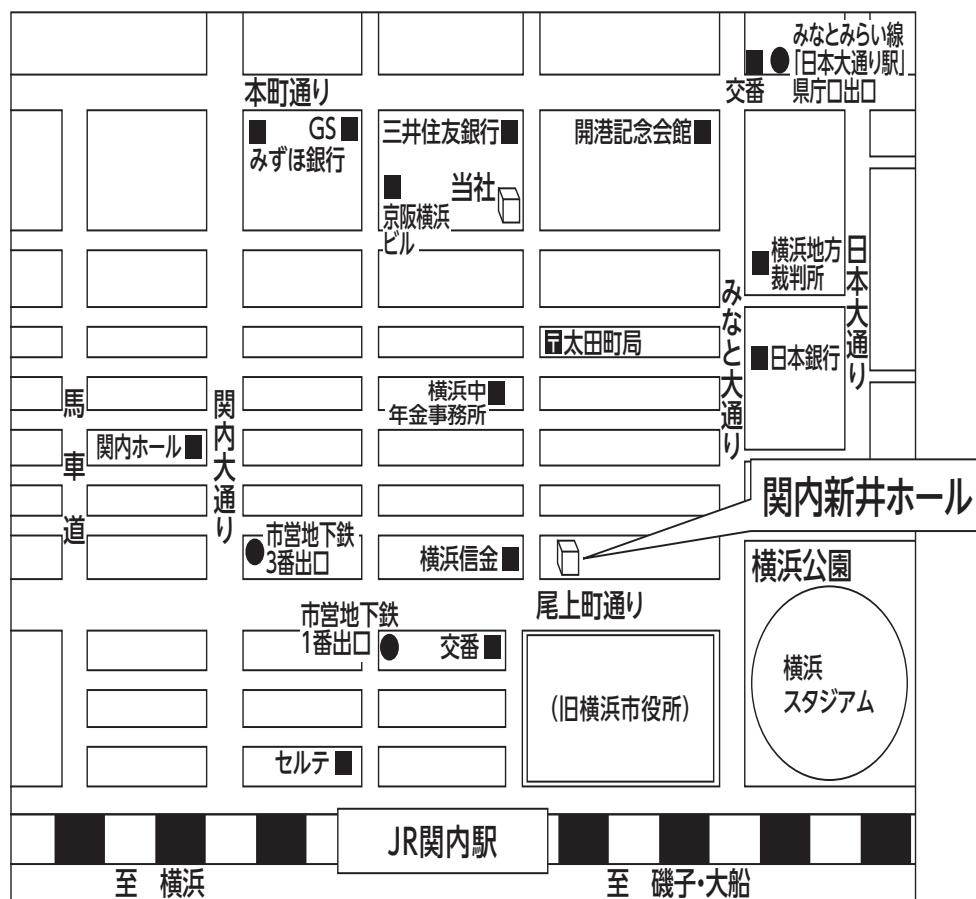 みなとみらい線
「日本大通り駅」
県庁口出口
交番
本町通り
GS
みずほ銀行
三井住友銀行
開港記念会館
当社
京阪横浜
ビル
横浜地方
裁判所
日本大通り
みなと大通り
〒太田町局
日本銀行
横浜中
年金事務所
馬車道
関内大通り
関内ホール
関内新井ホール
市営地下鉄
3番出口
横浜信金
横浜公園
尾上町通り
市営地下鉄
1番出口
交番
(旧横浜市役所)
横浜
スタジアム
セルテ
JR関内駅
至 横浜
至 磯子・大船